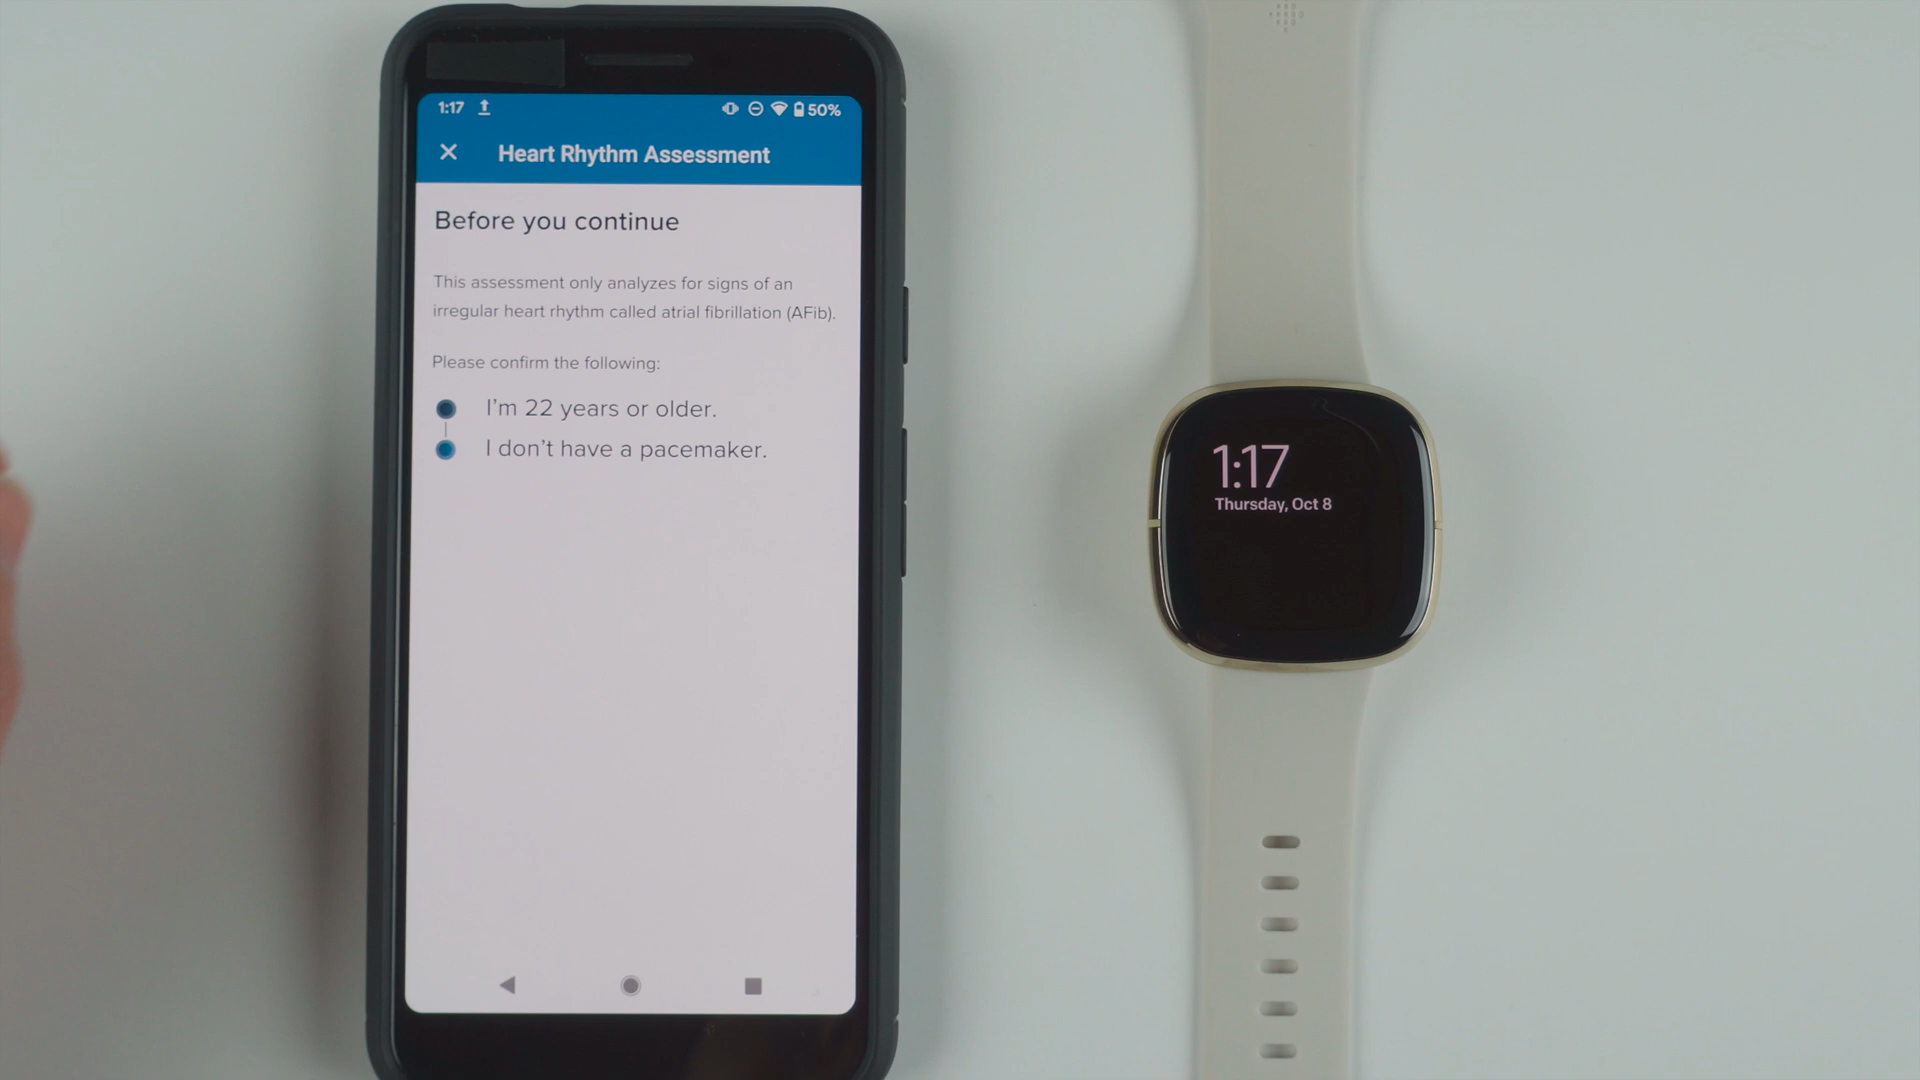 1:17 50%
Heart Rhythm Assessment
Before you continue
This assessment only analyzes for signs of an
irregular heart rhythm called atrial fibrillation (AFib).
Please confirm the following:
I'm 22 years or older.
I don't have a pacemaker.
1:17
Thursday, Oct 8